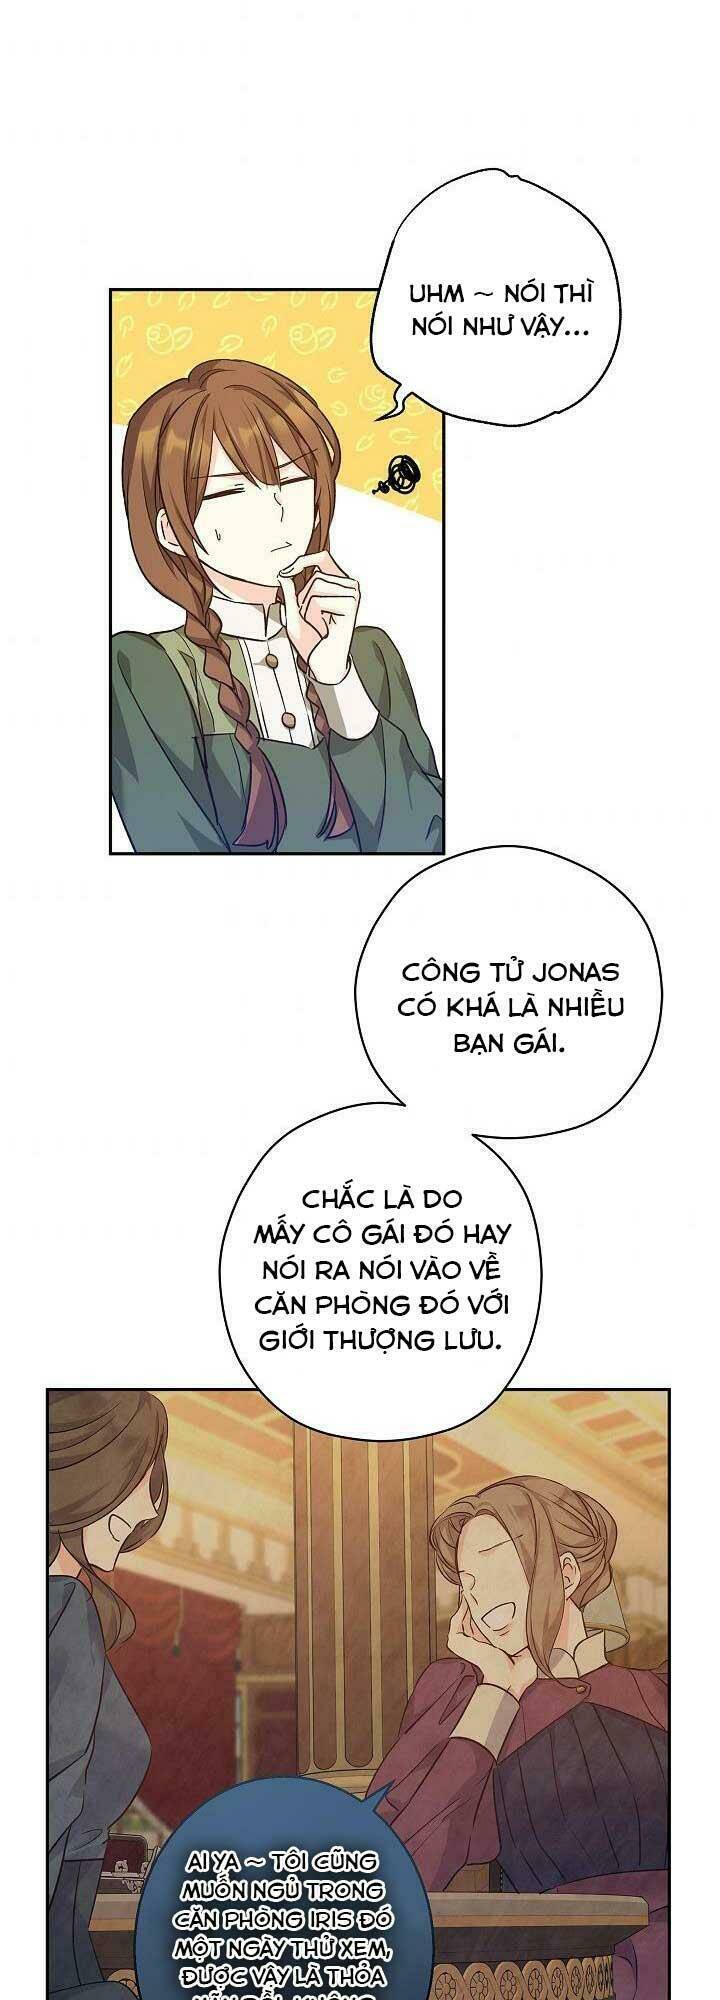 UHM ~ NÓI THÌ
NÓI NHƯ VẬY...
CÔNG TỬ JONAS
CÓ KHÁ LÀ NHIỀU
BẠN GÁI.
CHẮC LÀ DO
MẤY CÔ GÁI ĐÓ HAY
NÓI RA NÓI VÀO VỀ
CĂN PHÒNG ĐÓ VỚI
GIỚI THƯỢNG LƯU.
AI YA ~ TÔI CŨNG
MUỐN NGỦ TRONG
CĂN PHÒNG IRIS ĐÓ
MỘT NGÀY THỬ XEM,
ĐƯỢC VẬY LÀ THỎA